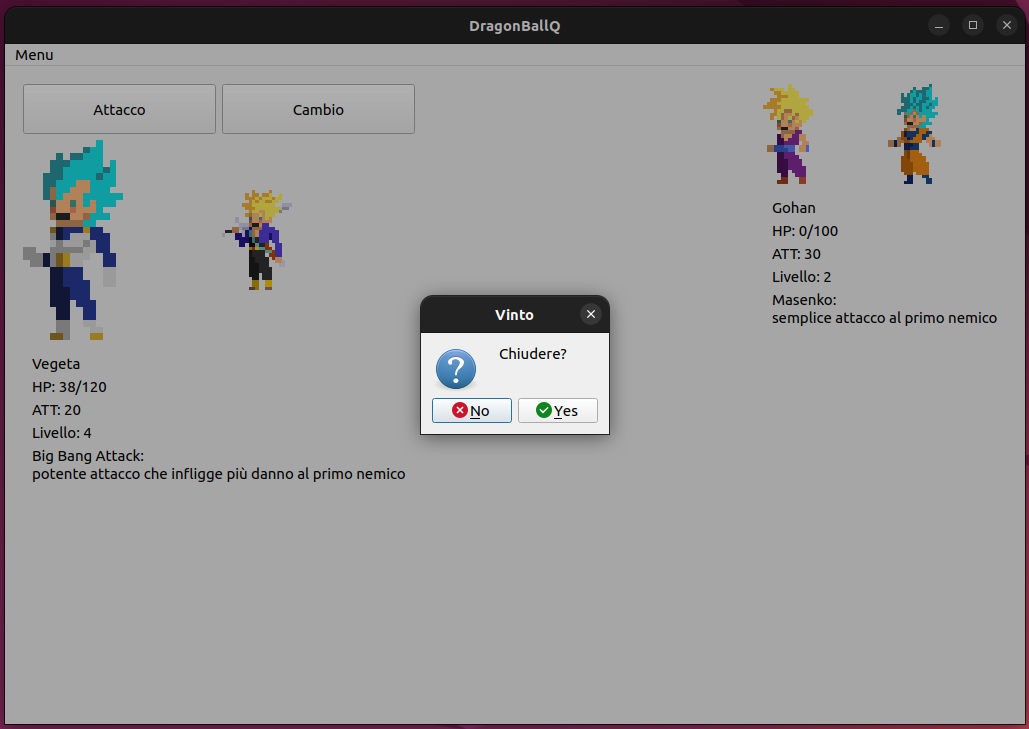 DragonBallQ
Menu
Attacco
Cambio
Gohan
HP: 0/100
ATT: 30
Livello: 2
Masenko:
semplice attacco al primo nemico
Vinto
Chiudere?
No
Yes
Vegeta
HP: 38/120
ATT: 20
Livello: 4
Big Bang Attack:
potente attacco che infligge più danno al primo nemico